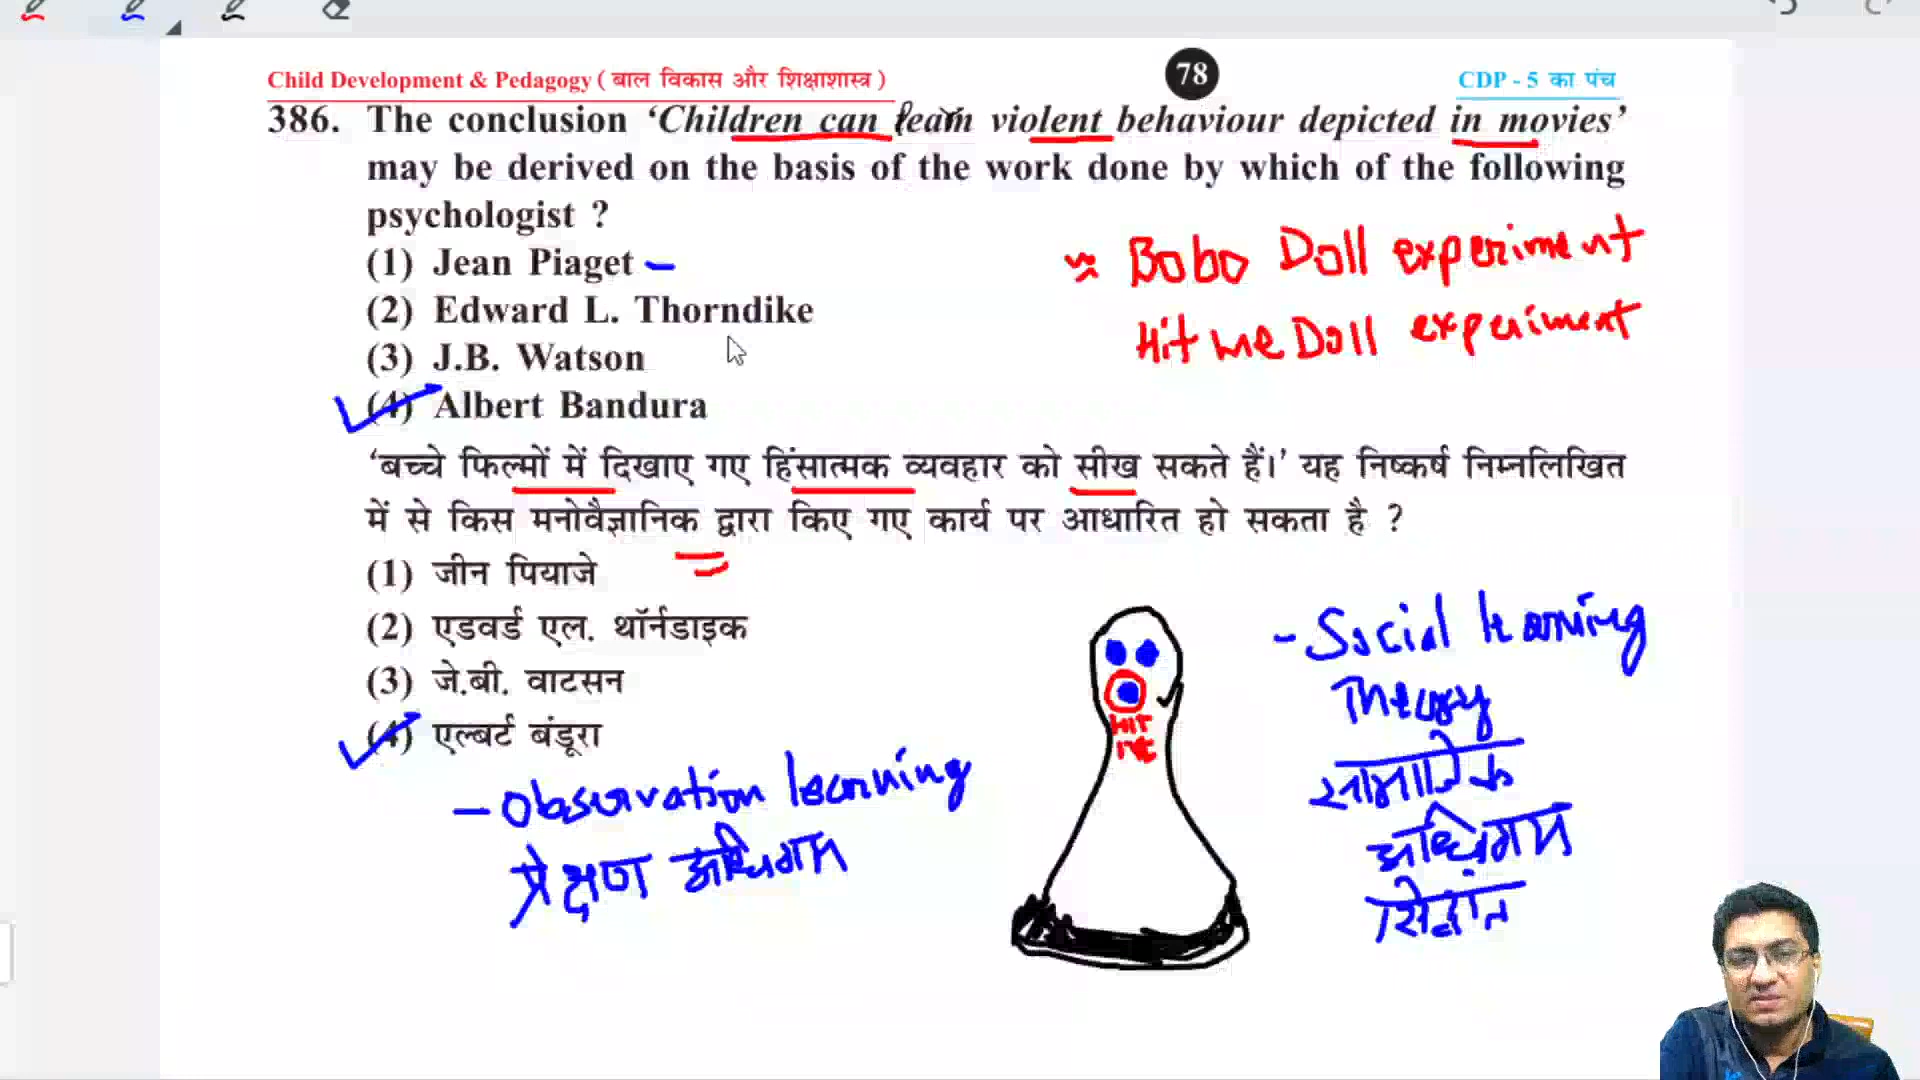 Child Development & Pedagogy ( बाल विकास और शिक्षाशास्त्र )
78
CDP - 5 का पंच
386. The conclusion ‘Children can learn violent behaviour depicted in movies’
may be derived on the basis of the work done by which of the following
psychologist ?
(1) Jean Piaget
(2) Edward L. Thorndike
(3) J.B. Watson
(4) Albert Bandura
Bobo Doll experiment
Hit me Doll experiment
‘बच्चे फिल्मों में दिखाए गए हिंसात्मक व्यवहार को सीख सकते हैं।’ यह निष्कर्ष निम्नलिखित
में से किस मनोवैज्ञानिक द्वारा किए गए कार्य पर आधारित हो सकता है ?
(1) जीन पियाजे
(2) एडवर्ड एल. थॉर्नडाइक
(3) जे.बी. वाटसन
(4) एल्बर्ट बंडूरा
- Observation learning
प्रेक्षण अधिगम
HIT
ME
- Social learning
Theory
सामाजिक
अधिगम
सिद्धांत